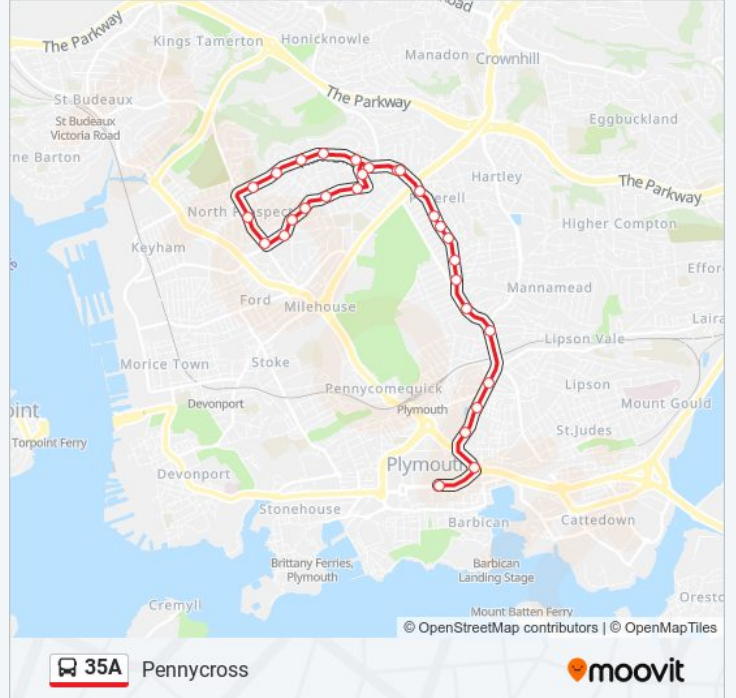 The Parkway
Kings Tamerton
Honicknowle
Road
Manadon
Crownhill
St Budeaux
St Budeaux
Victoria Road
The Parkway
Eggbuckland
ne Barton
Hartley
The Parkway
North Prospect
Higher Compton
Keyham
Effor
Ford
Milehouse
Mannamead
Laira
Lipson Vale
Morice Town
Stoke
Pennycomequick
Lipson
Devonport
Plymouth
Mount Gould
oint
St.Judes
Torpoint Ferry
Devonport
Plymouth
Stonehouse
Barbican
Cattedown
Brittany Ferries,
Plymouth
Barbican
Landing Stage
Cremyll
Mount Batten Ferry
Oresto
© OpenStreetMap contributors | © OpenMapTiles
35A Pennycross
moovit